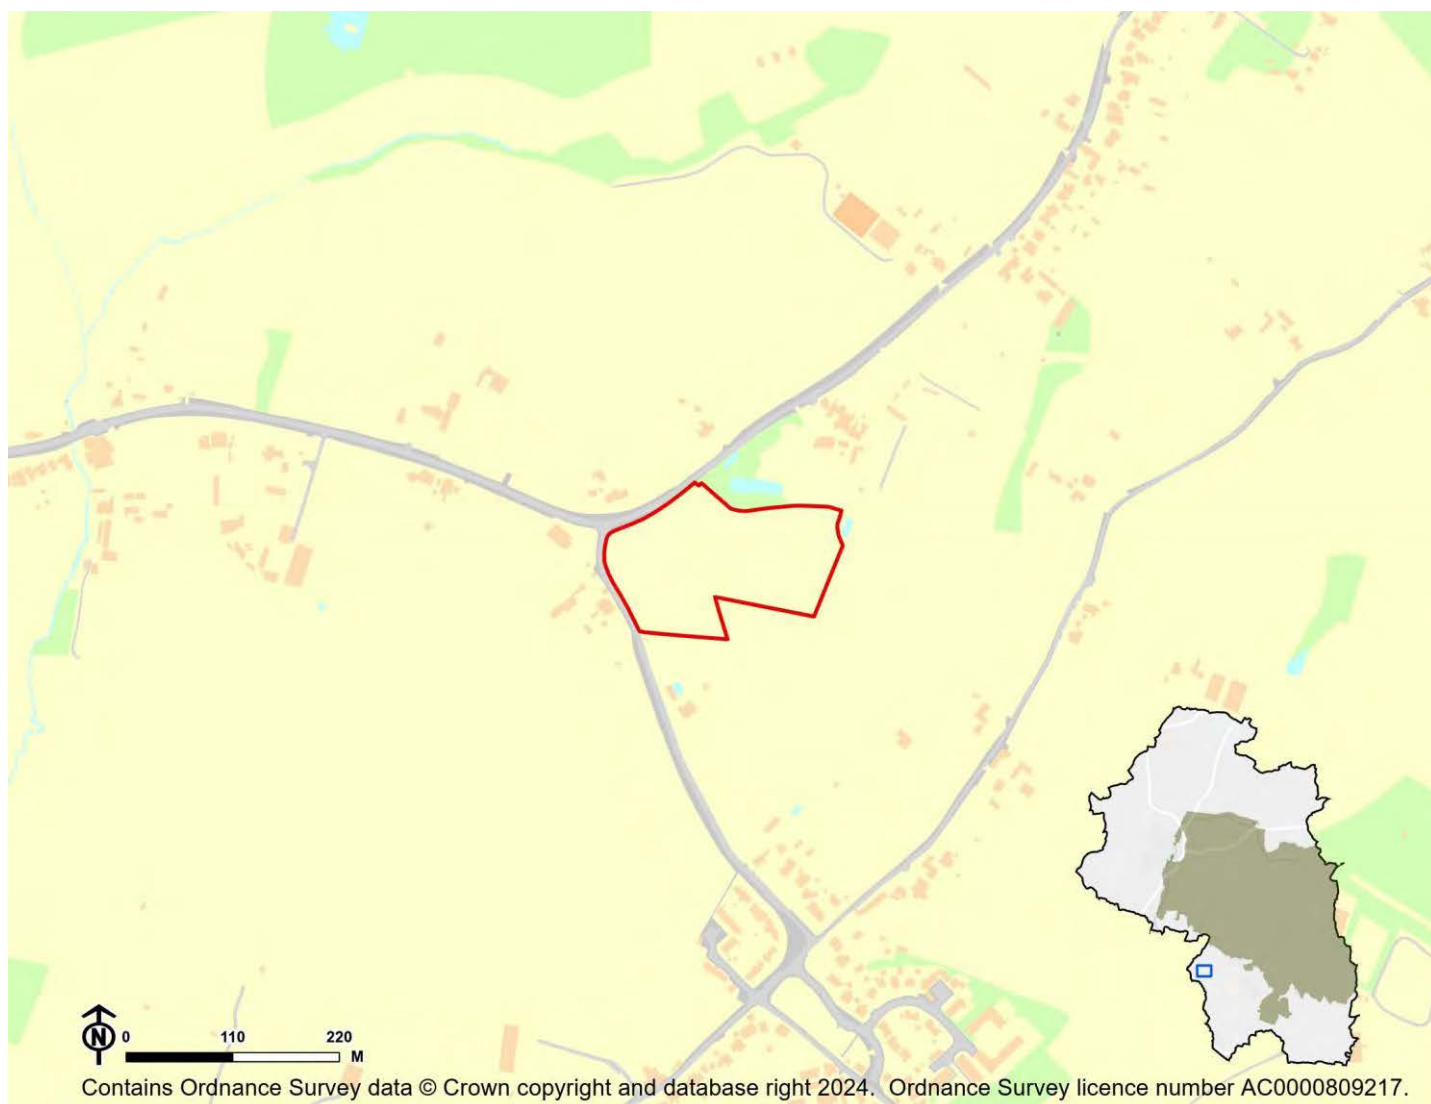 N 0 110 220
M
Contains Ordnance Survey data © Crown copyright and database right 2024. Ordnance Survey licence number AC0000809217.